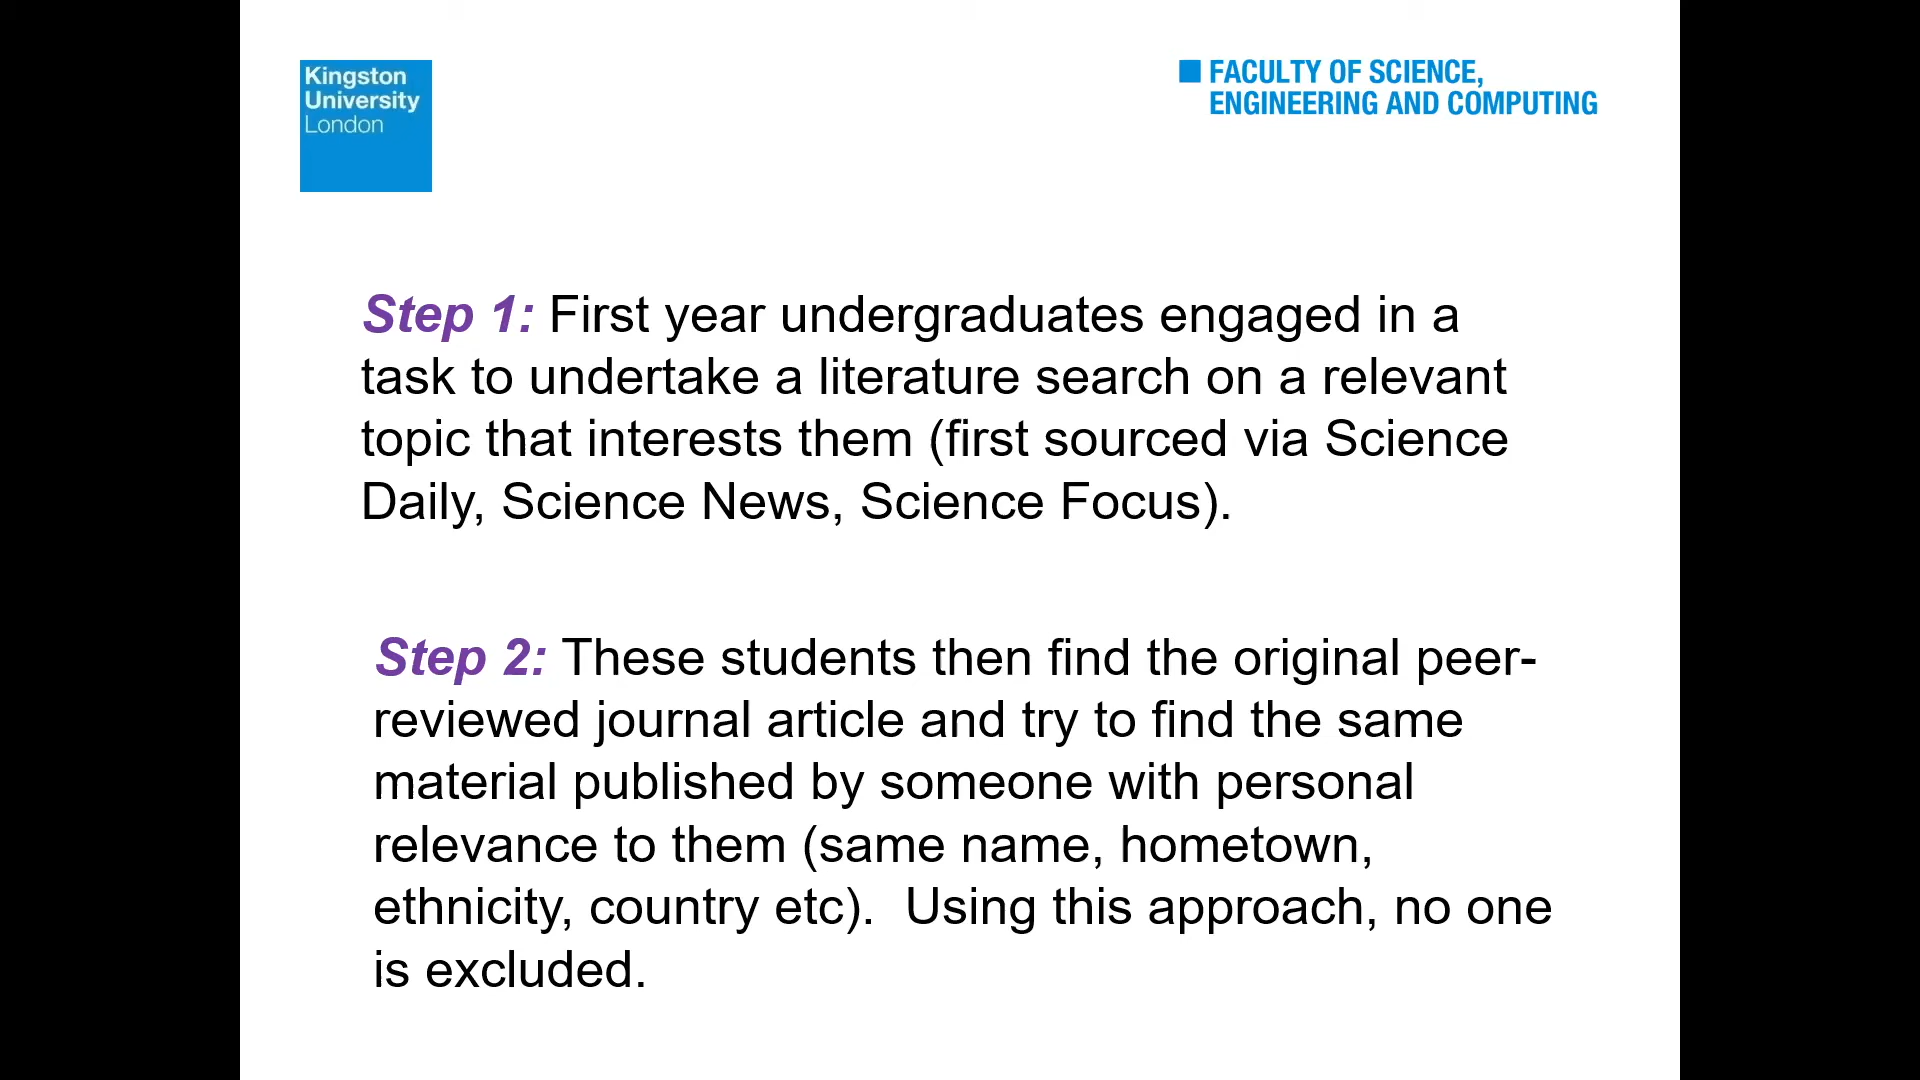 Kingston
University
London
FACULTY OF SCIENCE,
ENGINEERING AND COMPUTING
Step 1: First year undergraduates engaged in a
task to undertake a literature search on a relevant
topic that interests them (first sourced via Science
Daily, Science News, Science Focus).
Step 2: These students then find the original peer-
reviewed journal article and try to find the same
material published by someone with personal
relevance to them (same name, hometown,
ethnicity, country etc).  Using this approach, no one
is excluded.